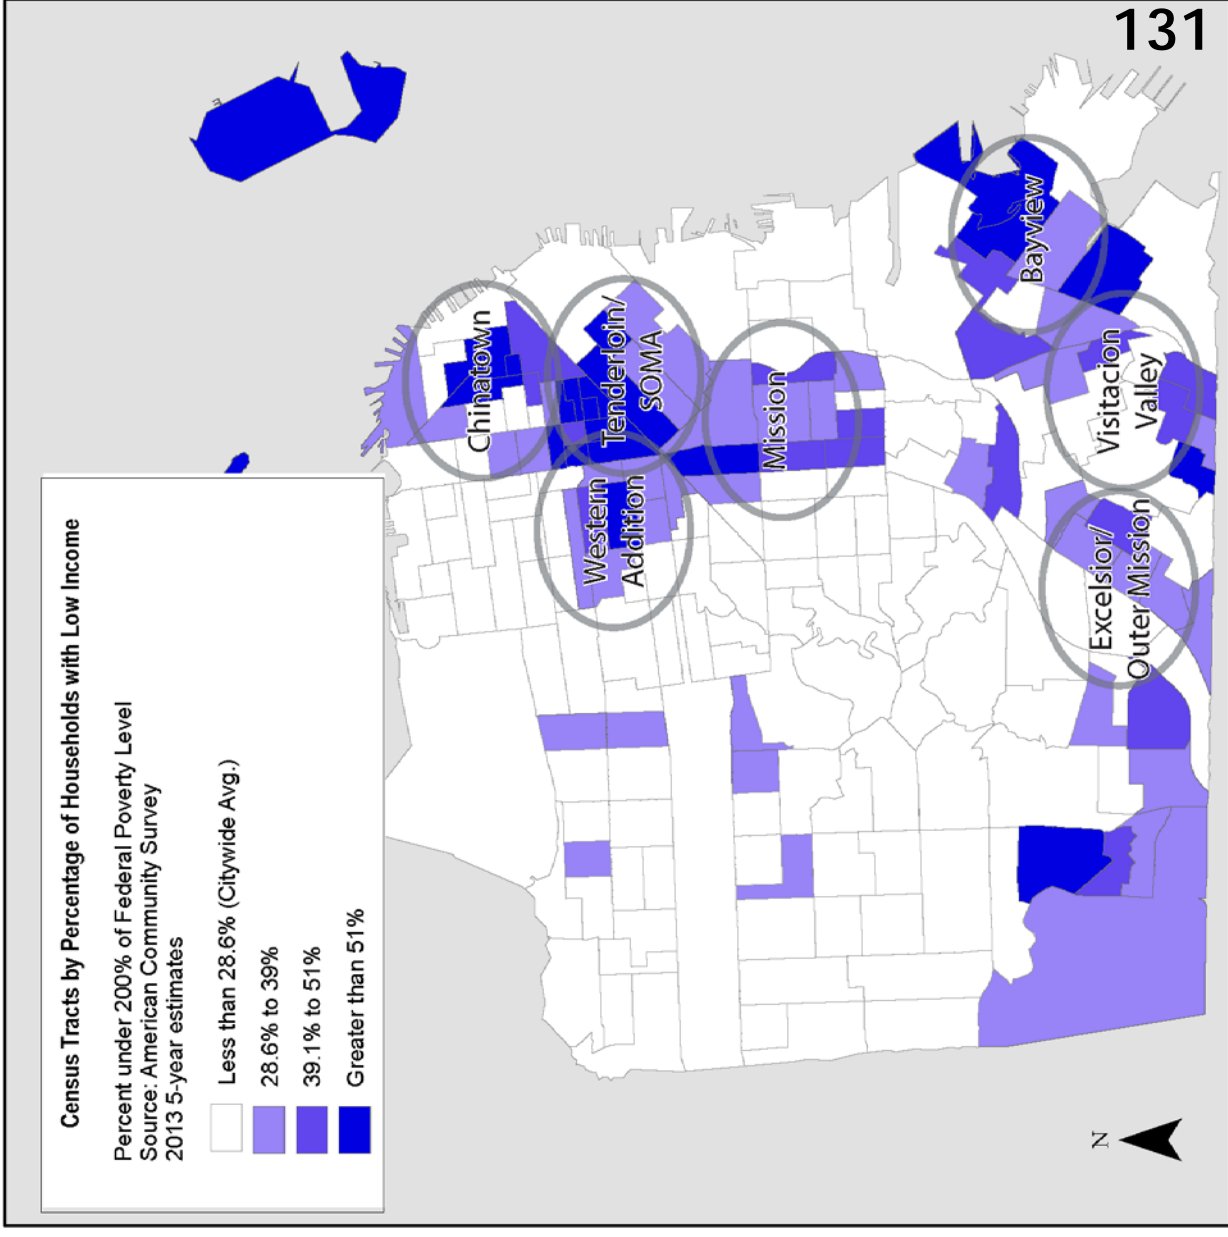 131
Census Tracts by Percentage of Households with Low Income
Percent under 200% of Federal Poverty Level
Source: American Community Survey
2013 5-year estimates
Less than 28.6% (Citywide Avg.)
28.6% to 39%
39.1% to 51%
Greater than 51%
Chinatown
Tenderloin/
SOMA
Western
Addition
Mission
Bayview
Visitacion
Valley
Excelsior/
Outer Mission
N